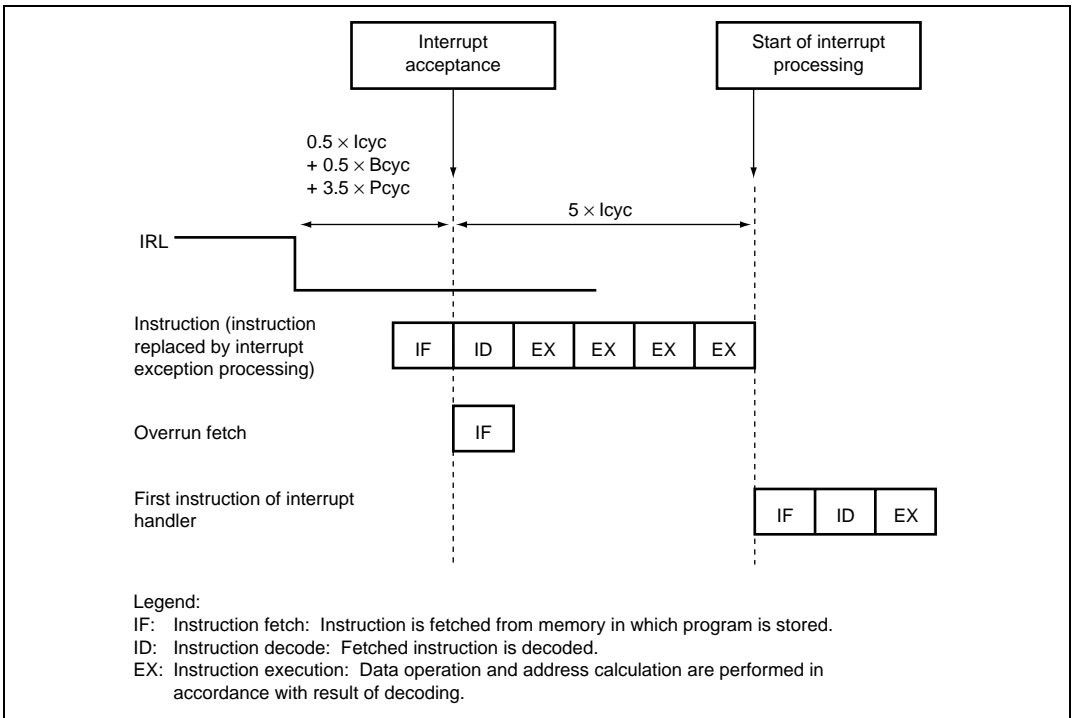 Interrupt
acceptance
Start of interrupt
processing
0.5 × Icyc
+ 0.5 × Bcyc
+ 3.5 × Pcyc
5 × Icyc
IRL
Instruction (instruction
replaced by interrupt
exception processing)
IF ID EX EX EX EX
Overrun fetch
IF
First instruction of interrupt
handler
IF ID EX
Legend:
IF: Instruction fetch: Instruction is fetched from memory in which program is stored.
ID: Instruction decode: Fetched instruction is decoded.
EX: Instruction execution: Data operation and address calculation are performed in
accordance with result of decoding.